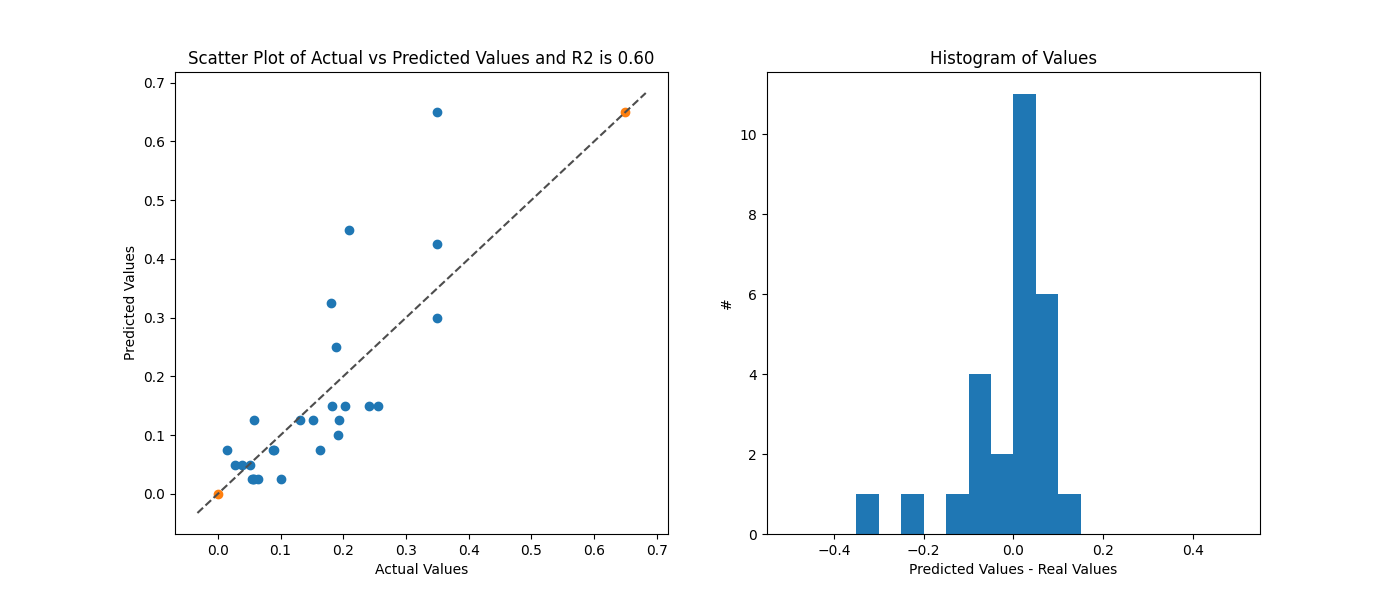 Scatter Plot of Actual vs Predicted Values and R2 is 0.60
0.7
0.6
0.5
0.4
0.3
0.2
0.1
0.0
Predicted Values
0.0 0.1 0.2 0.3 0.4 0.5 0.6 0.7
Actual Values
Histogram of Values
10
8
6
4
2
0
#
−0.4 −0.2 0.0 0.2 0.4
Predicted Values - Real Values